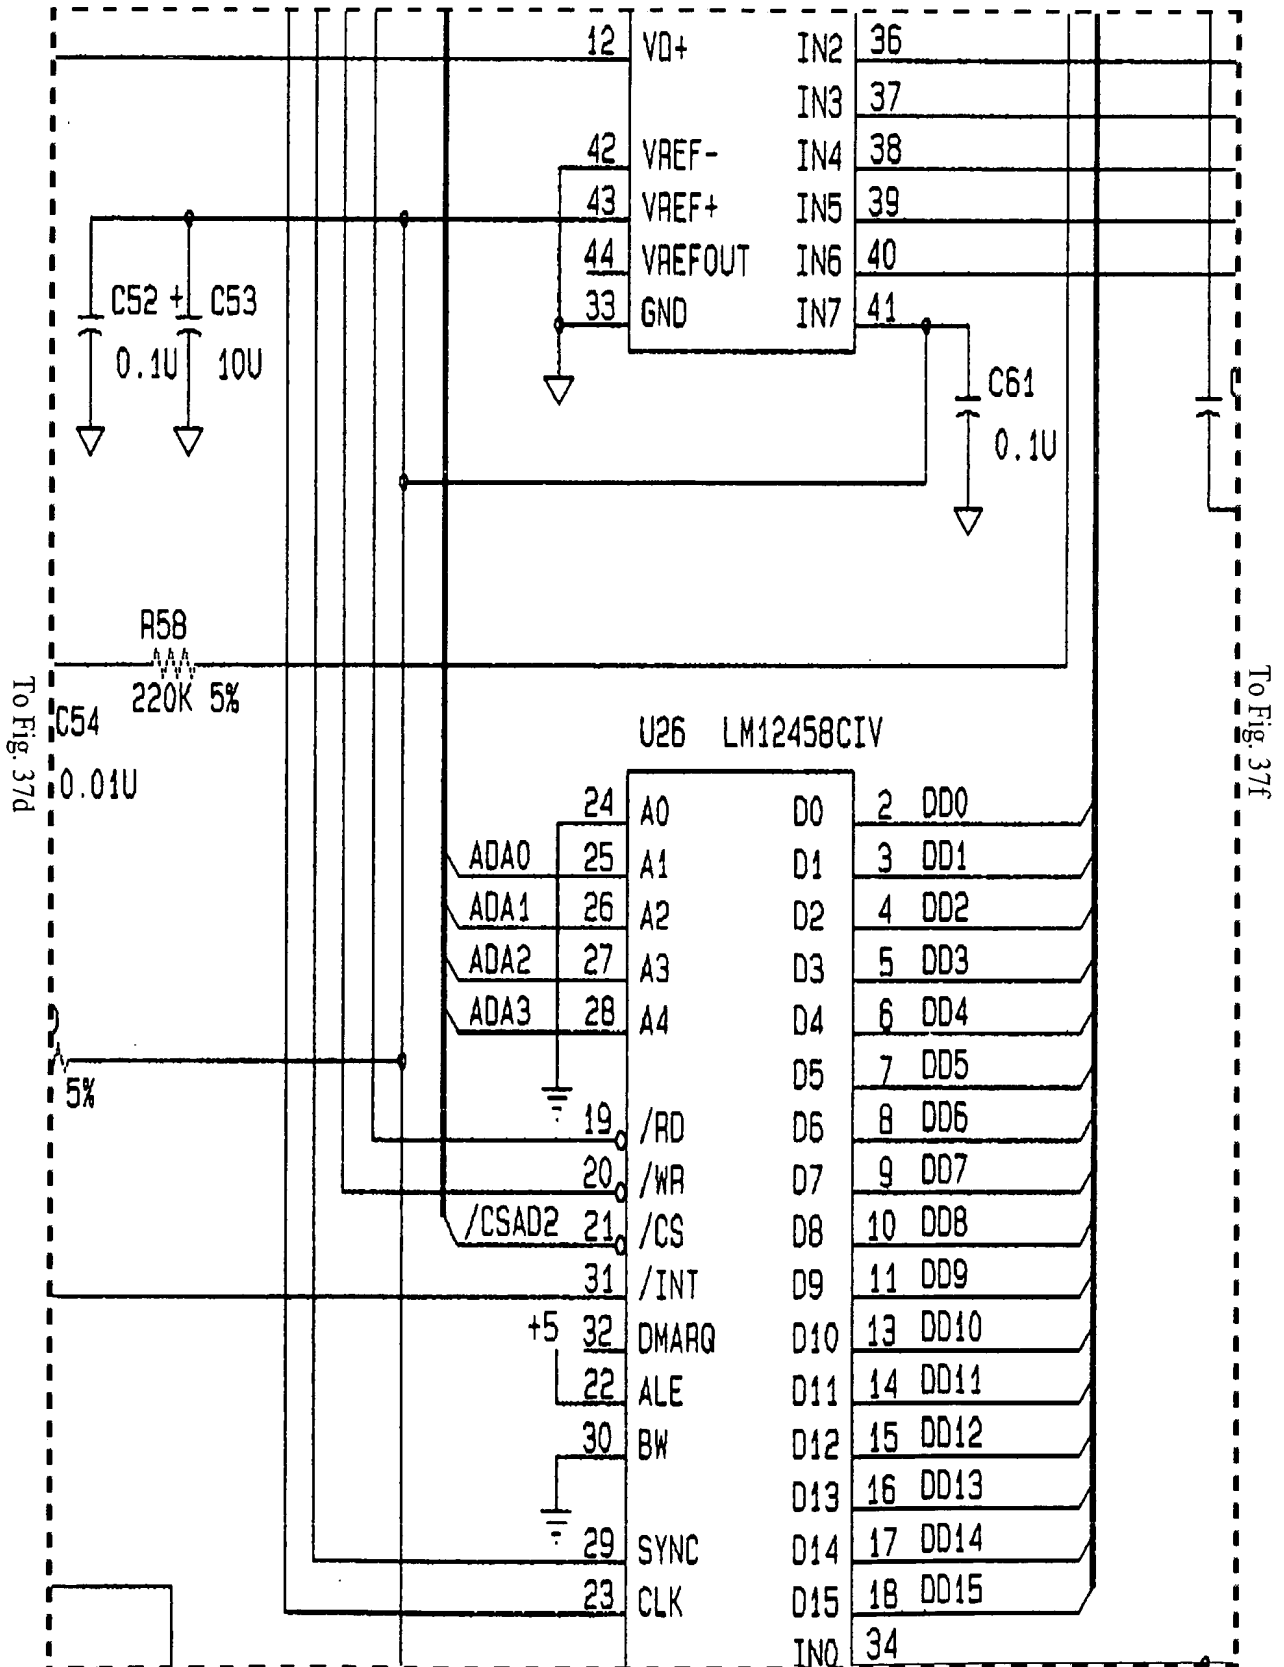 12 VD+ IN2 36
IN3 37
42 VREF- IN4 38
43 VREF+ IN5 39
44 VREFOUT IN6 40
33 GND IN7 41
C52 + C53
0.1U 10U
C61
0.1U
R58
220K 5%
C54
0.01U
To Fig. 37d
To Fig. 37f
U26 LM12458CIV
24 A0 D0 2 DD0
ADA0 25 A1 D1 3 DD1
ADA1 26 A2 D2 4 DD2
ADA2 27 A3 D3 5 DD3
ADA3 28 A4 D4 6 DD4
D5 7 DD5
5%
19 /RD D6 8 DD6
20 /WR D7 9 DD7
/CSAD2 21 /CS D8 10 DD8
31 /INT D9 11 DD9
+5 32 DMARQ D10 13 DD10
22 ALE D11 14 DD11
30 BW D12 15 DD12
D13 16 DD13
29 SYNC D14 17 DD14
23 CLK D15 18 DD15
IN0 34